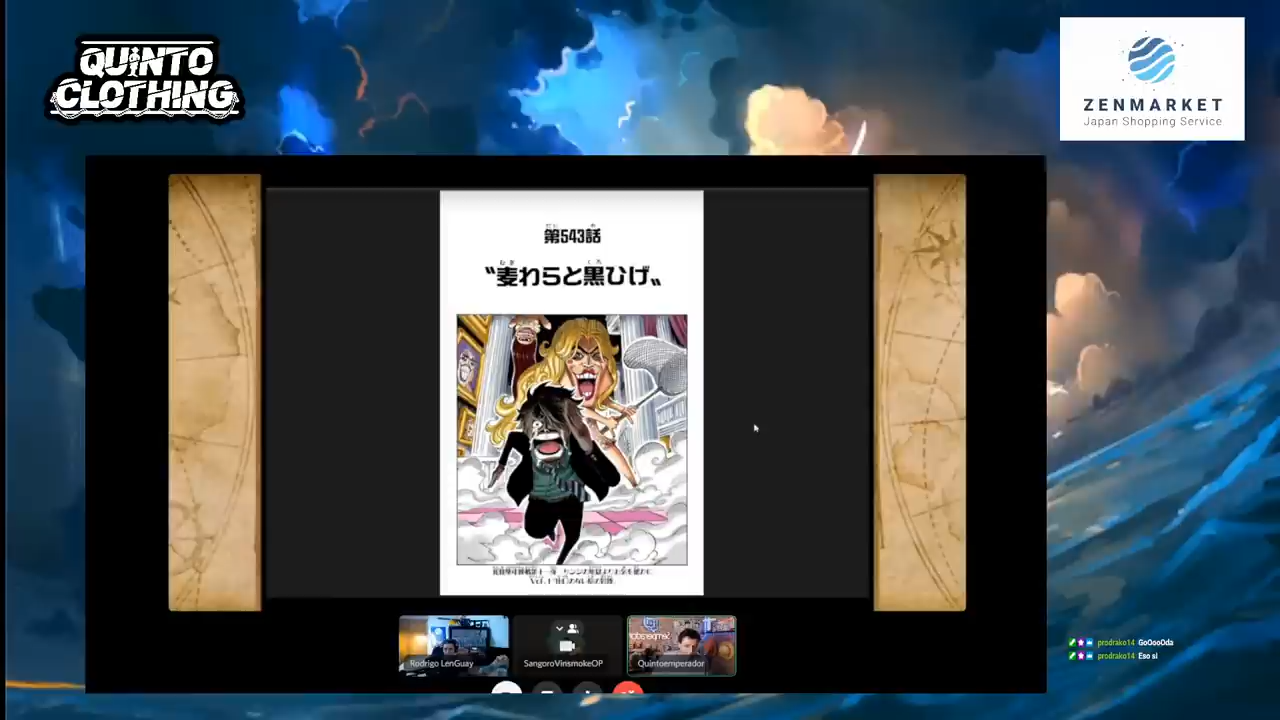 QUINTO
CLOTHING
ZENMARKET
Japan Shopping Service
第543話
〝麦わらと黒ひげ〟
Rodrigo LenGuay
SangoroVinsmokeOP
Quintoemperador
prodrako14 GoOooOda
prodrako14 Eso si